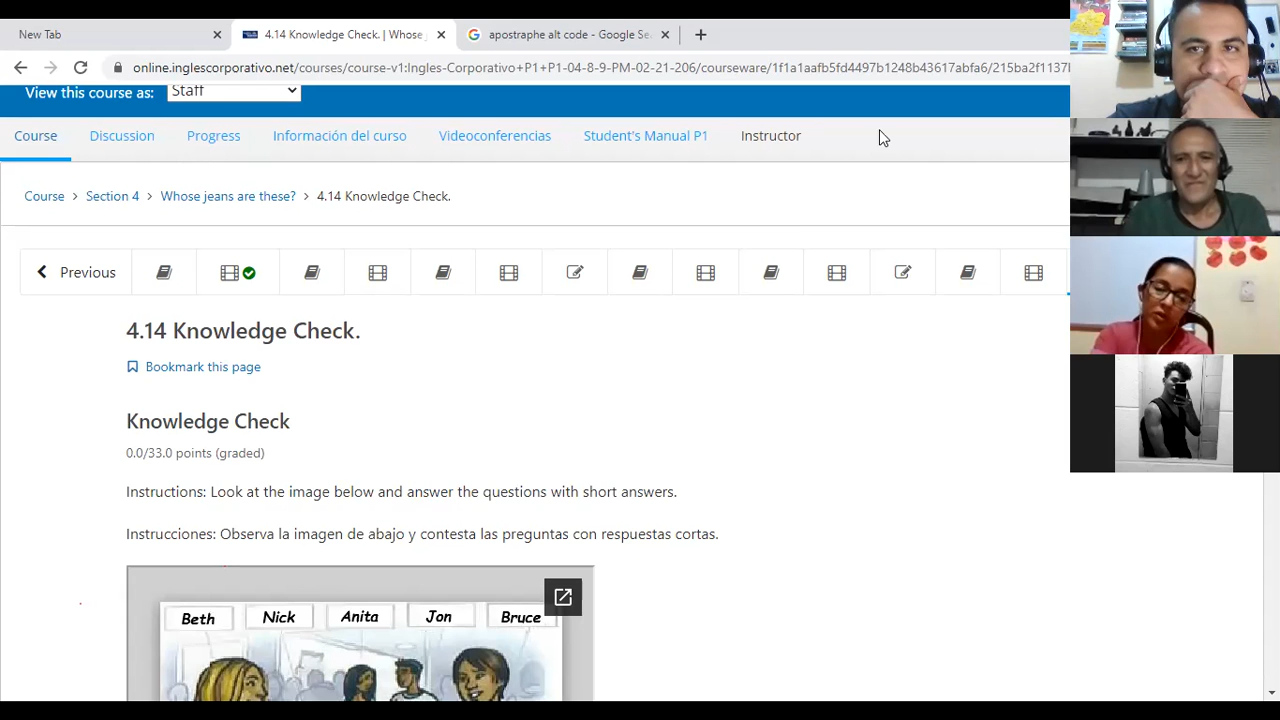 New Tab
4.14 Knowledge Check. | Who
apostraphe alt code - Google Se
online.inglescorporativo.net/courses/course-v1:Ingles-Corporativo+P1+P1-04-8-9-PM-02-21-206/courseware/1f1a1aafb5fd4497b1248b43617abfa6/215ba2f1137
View this course as: Staff
Course Discussion Progress Información del curso Videoconferencias Student's Manual P1 Instructor
Course > Section 4 > Whose jeans are these? > 4.14 Knowledge Check.
Previous
4.14 Knowledge Check.
Bookmark this page
Knowledge Check
0.0/33.0 points (graded)
Instructions: Look at the image below and answer the questions with short answers.
Instrucciones: Observa la imagen de abajo y contesta las preguntas con respuestas cortas.
Beth Nick Anita Jon Bruce